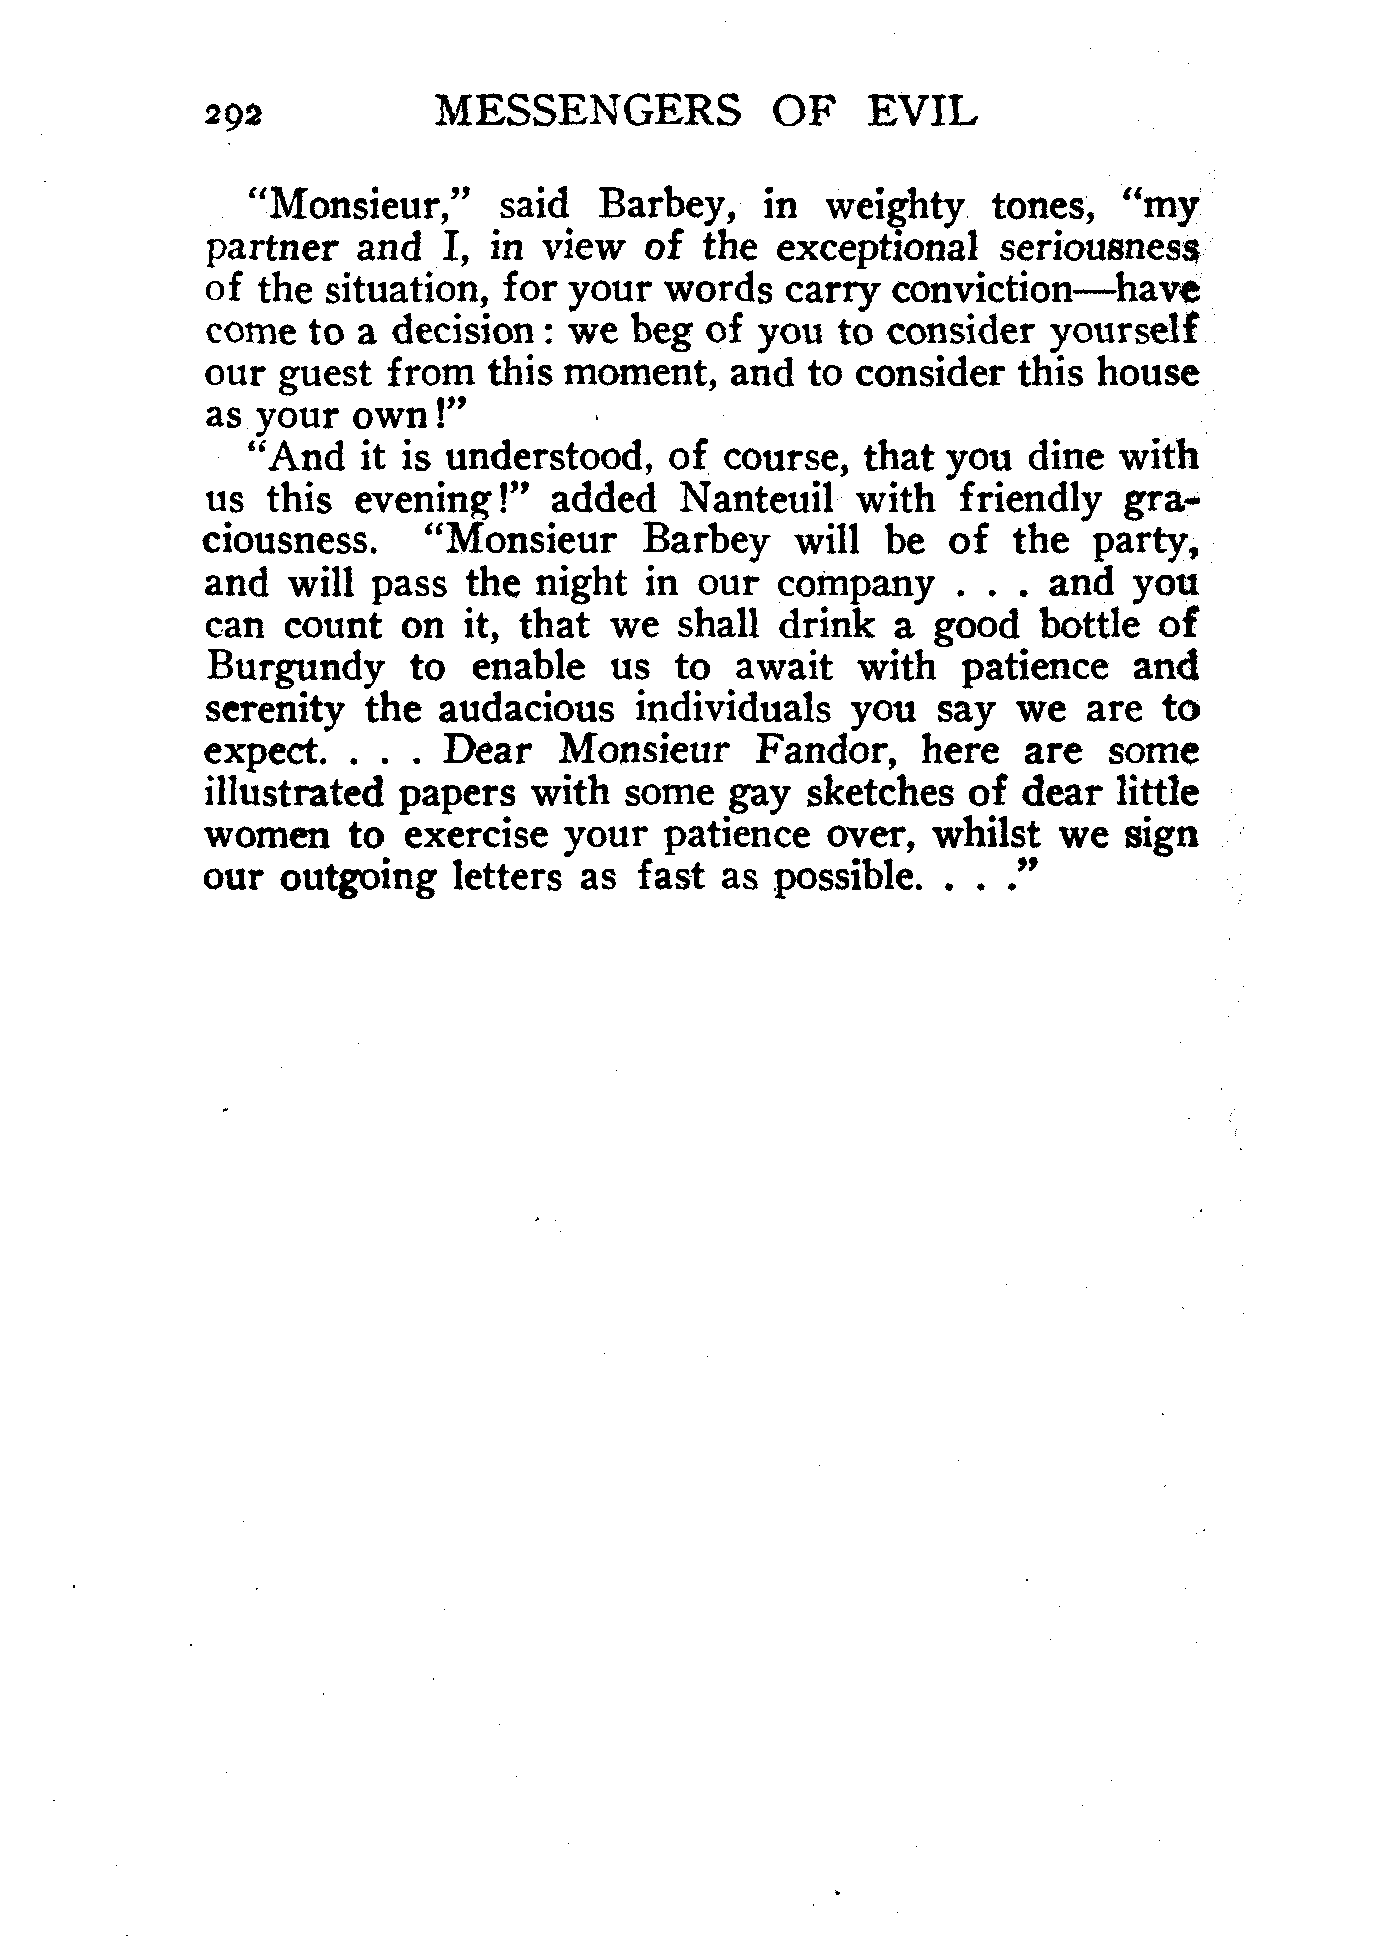 292 MESSENGERS OF EVIL
"Monsieur," said Barbey, in weighty tones, "my
partner and I, in view of the exceptional seriousness
of the situation, for your words carry conviction—have
come to a decision: we beg of you to consider yourself
our guest from this moment, and to consider this house
as your own!"
"And it is understood, of course, that you dine with
us this evening!" added Nanteuil with friendly gra-
ciousness. "Monsieur Barbey will be of the party,
and will pass the night in our company . . . and you
can count on it, that we shall drink a good bottle of
Burgundy to enable us to await with patience and
serenity the audacious individuals you say we are to
expect. . . . Dear Monsieur Fandor, here are some
illustrated papers with some gay sketches of dear little
women to exercise your patience over, whilst we sign
our outgoing letters as fast as possible. . . ."